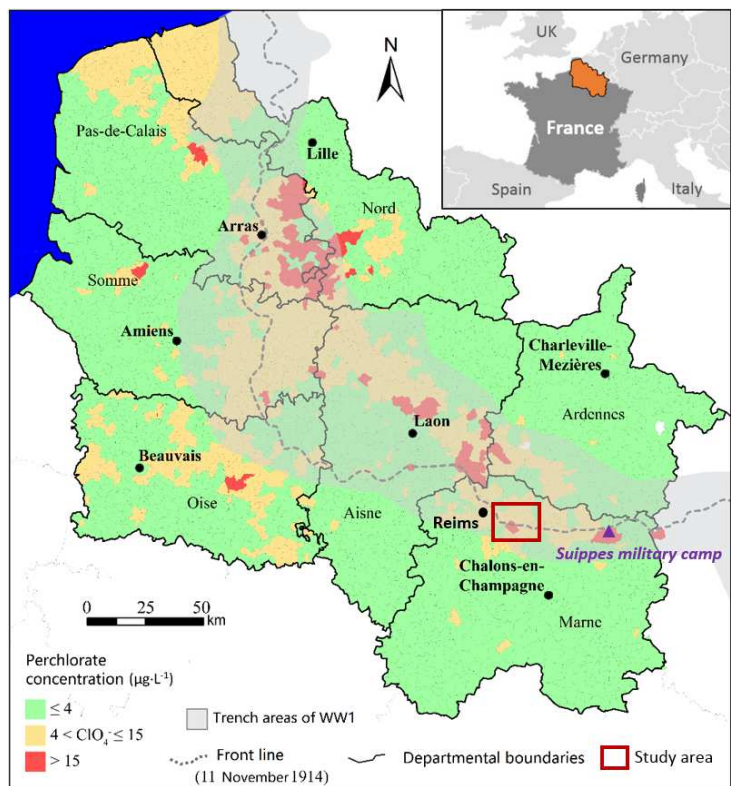 UK
Germany
France
Spain
Italy
N
Pas-de-Calais
Lille
Nord
Arras
Somme
Amiens
Charleville-
Mezières
Ardennes
Laon
Beauvais
Oise
Aisne
Reims
Suippes military camp
Chalons-en-
Champagne
Marne
0 25 50
km
Perchlorate
concentration (µg·L⁻¹)
≤ 4
4 < ClO₄⁻ ≤ 15
> 15
Trench areas of WW1
Front line
(11 November 1914)
Departmental boundaries
Study area